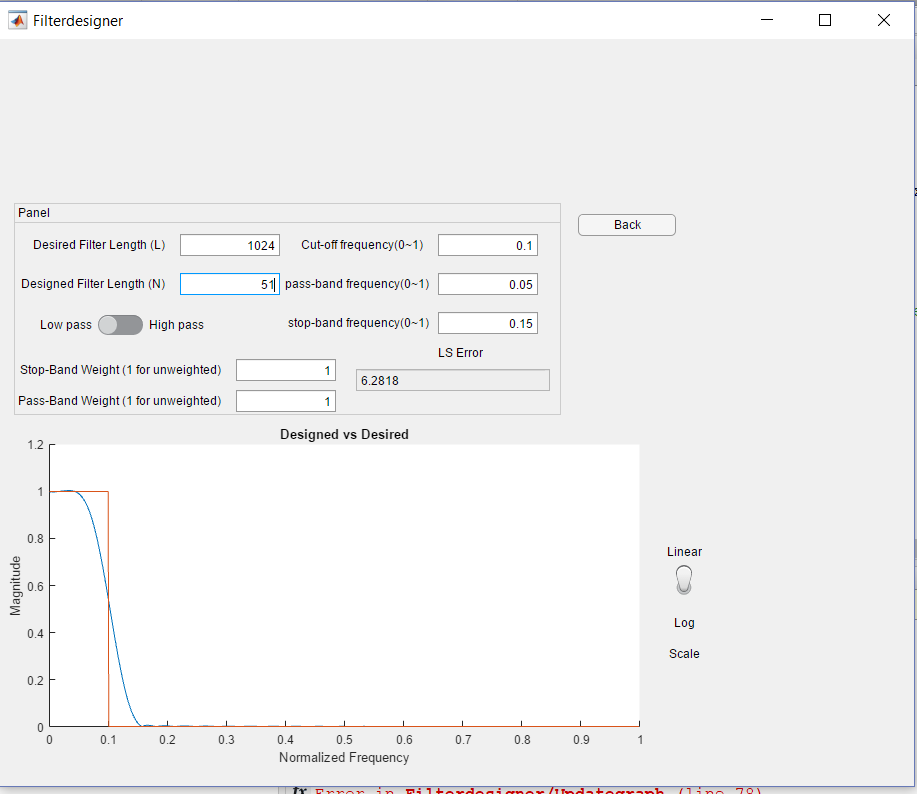 Filterdesigner
Panel
Desired Filter Length (L) 1024 Cut-off frequency(0~1) 0.1
Back
Designed Filter Length (N) 51 pass-band frequency(0~1) 0.05
Low pass High pass stop-band frequency(0~1) 0.15
LS Error
Stop-Band Weight (1 for unweighted) 1 6.2818
Pass-Band Weight (1 for unweighted) 1
Designed vs Desired
1.2
1
0.8
0.6
0.4
0.2
0
Magnitude
0 0.1 0.2 0.3 0.4 0.5 0.6 0.7 0.8 0.9 1
Normalized Frequency
Linear
Log
Scale
fx Error in Filterdesigner/Updategraph (line 78)